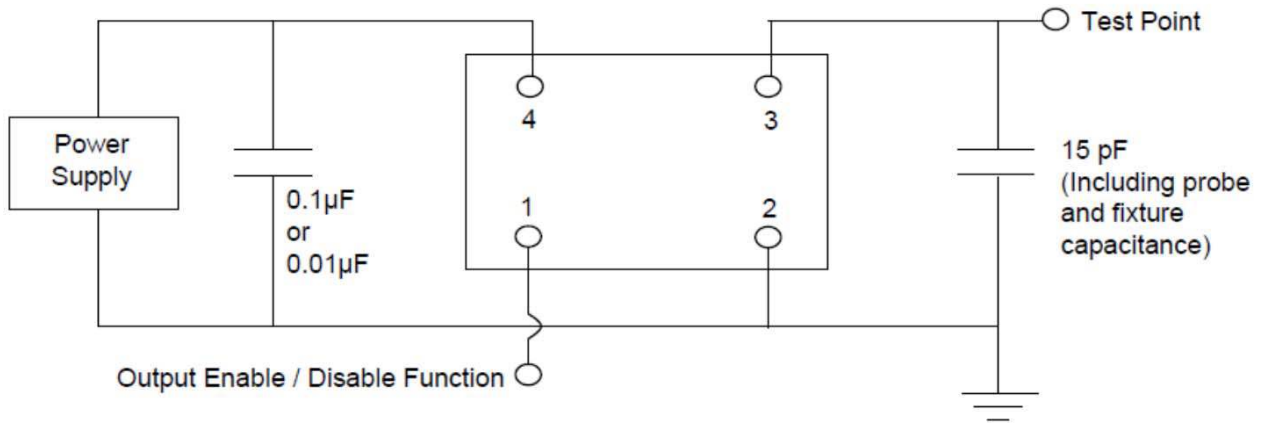 Test Point
Power
Supply
4
3
0.1µF
or
0.01µF
1
2
15 pF
(Including probe
and fixture
capacitance)
Output Enable / Disable Function